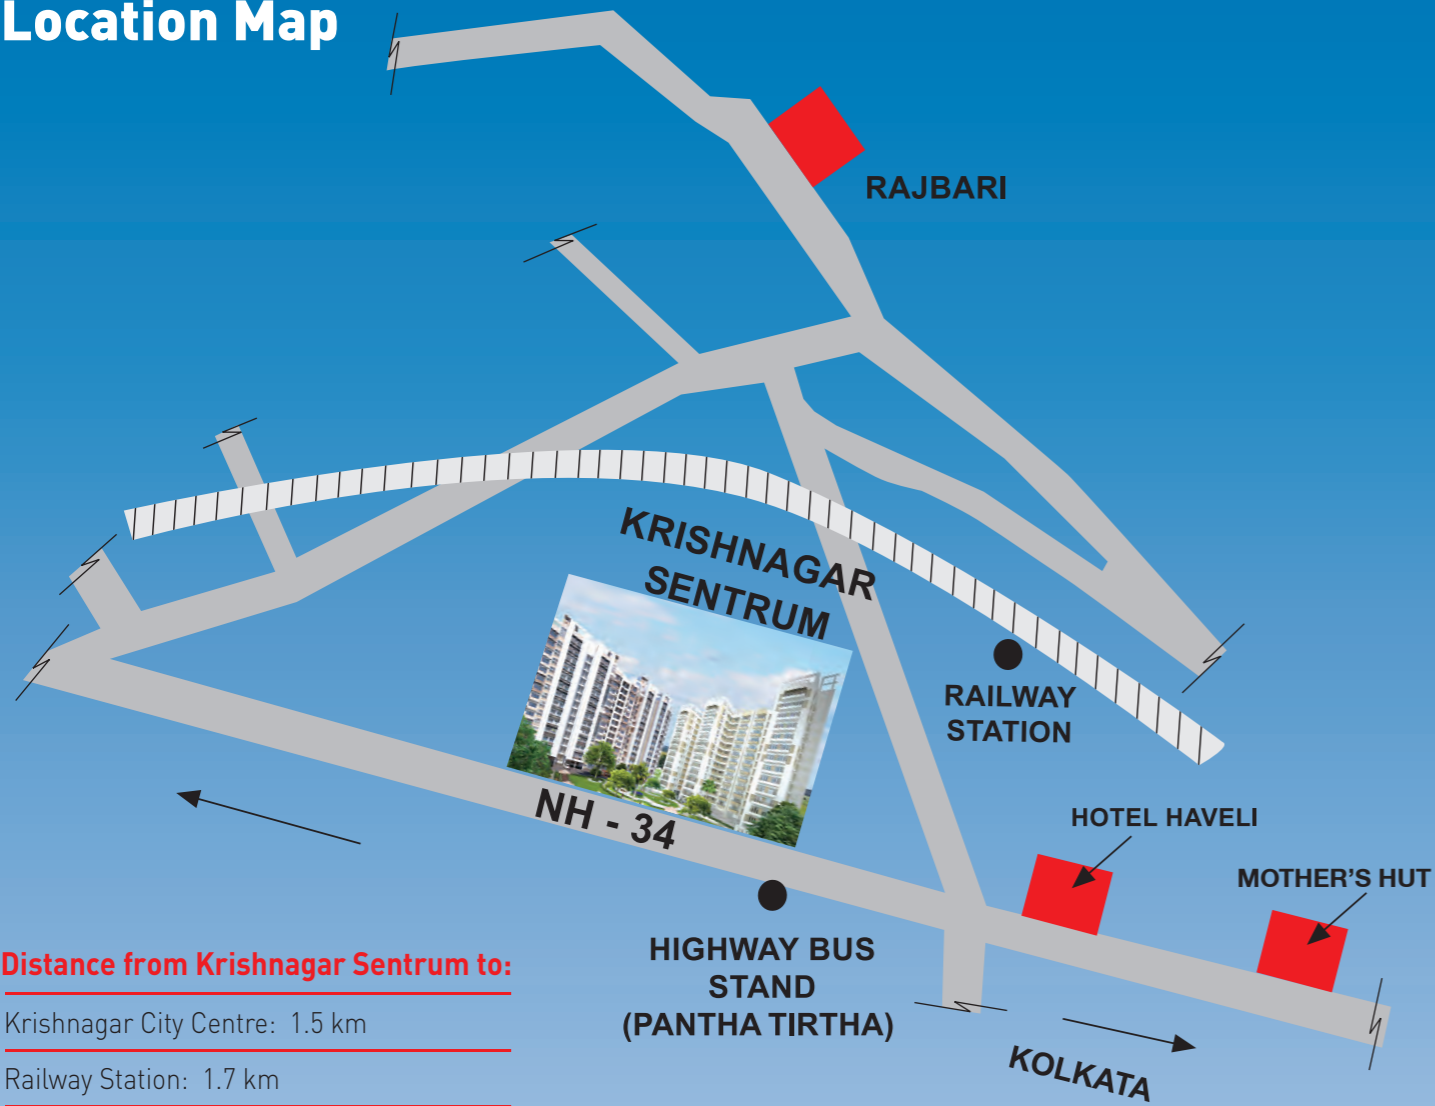 Location Map
RAJBARI
KRISHNAGAR
SENTRUM
RAILWAY
STATION
NH - 34
HOTEL HAVELI
MOTHER'S HUT
HIGHWAY BUS
STAND
(PANTHA TIRTHA)
KOLKATA
Distance from Krishnagar Sentrum to:
Krishnagar City Centre: 1.5 km
Railway Station: 1.7 km